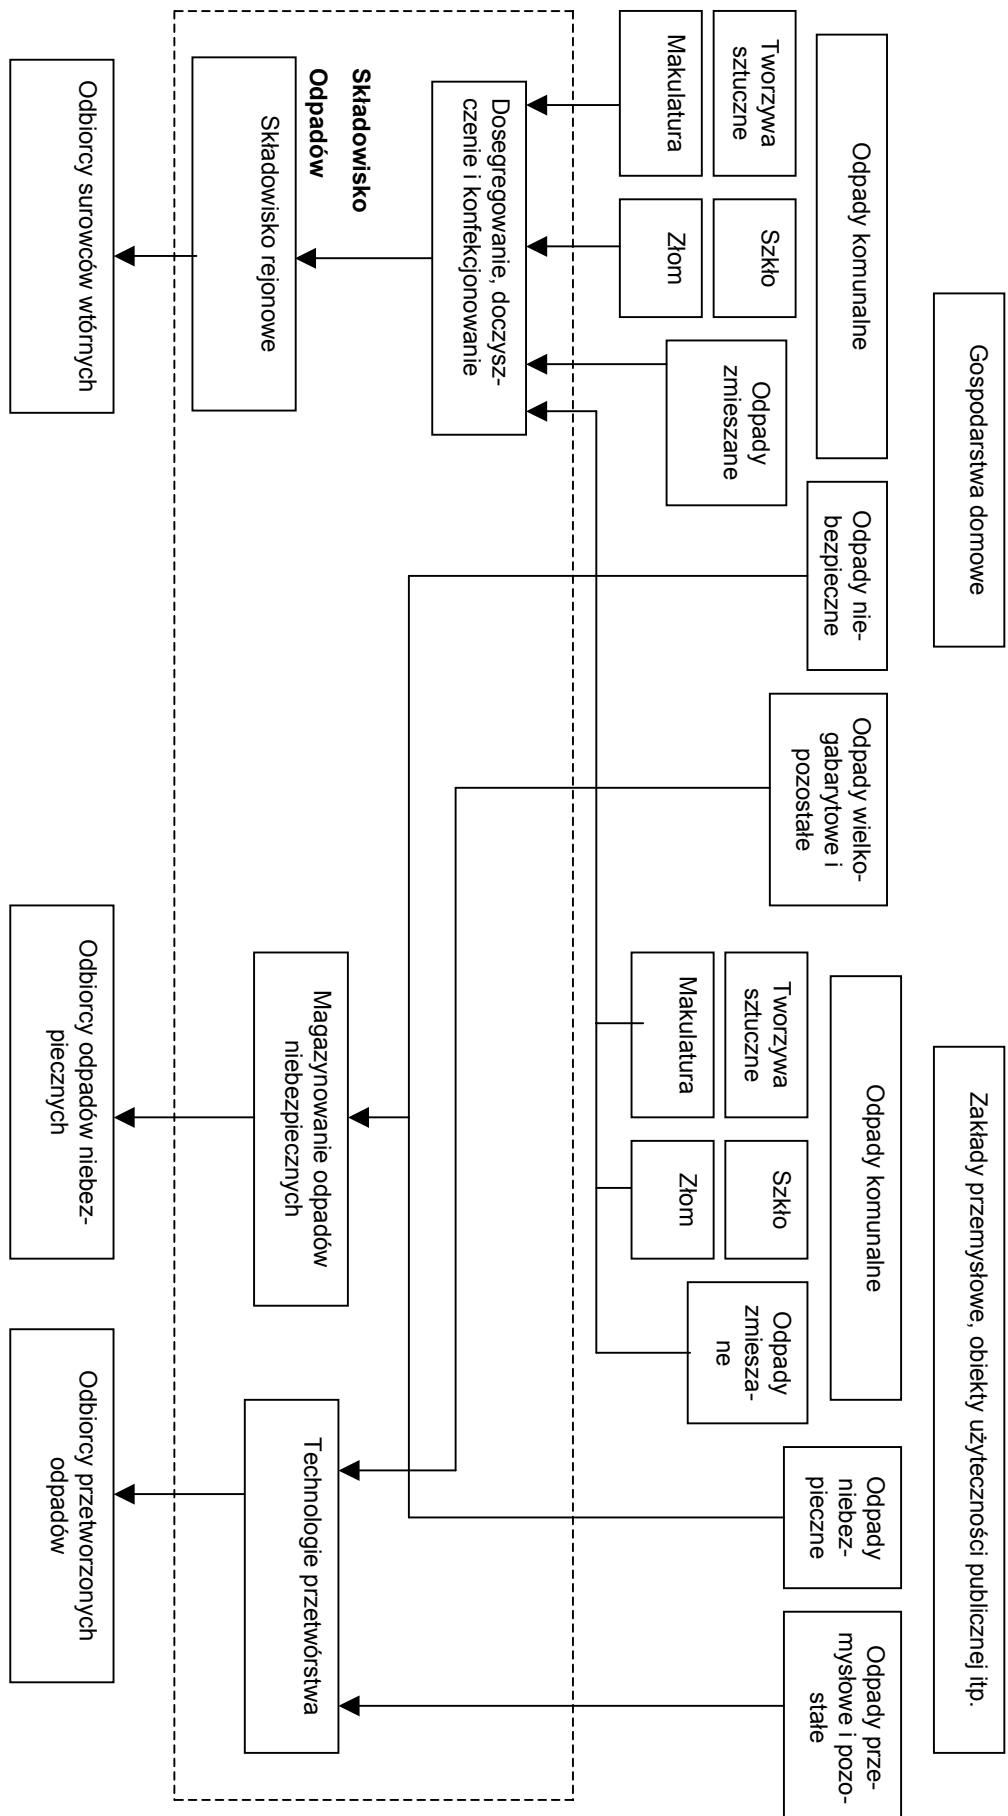 Gospodarstwa domowe
Zakłady przemysłowe, obiekty użyteczności publicznej itp.
Odpady komunalne
Odpady nie-
bezpieczne
Odpady wielko-
gabarytowe i
pozostałe
Odpady komunalne
Odpady
niebez-
pieczne
Odpady prze-
mysłowe i pozo-
stałe
Tworzywa
sztuczne
Szkło
Odpady
zmieszane
Makulatura
Złom
Tworzywa
sztuczne
Szkło
Odpady
zmiesza-
ne
Makulatura
Złom
Dosegregowanie, doczysz-
czenie i konfekcjonowanie
Składowisko
Odpadów
Składowisko rejonowe
Magazynowanie odpadów
niebezpiecznych
Technologie przetwórstwa
Odbiorcy surowców wtórnych
Odbiorcy odpadów niebez-
piecznych
Odbiorcy przetworzonych
odpadów